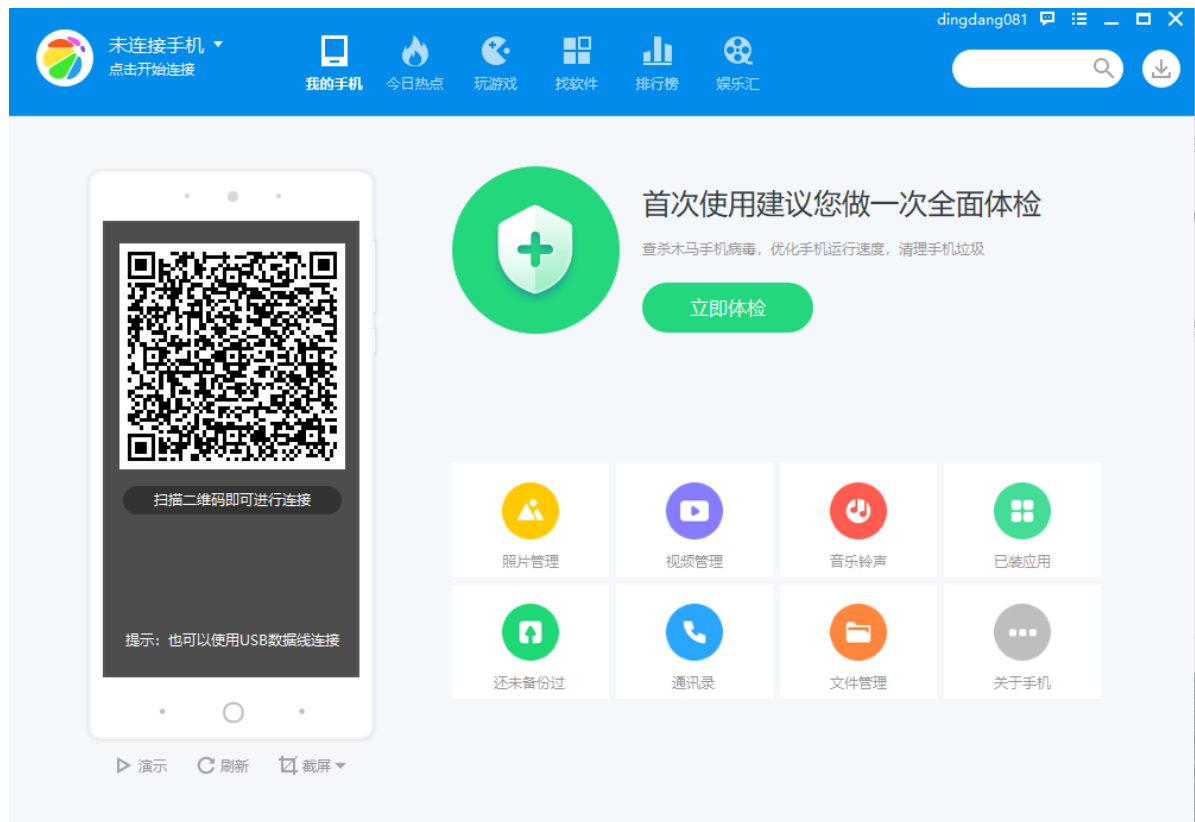 dingdang081
未连接手机
点击开始连接
我的手机
今日热点
玩游戏
找软件
排行榜
娱乐汇
首次使用建议您做一次全面体检
查杀木马手机病毒，优化手机运行速度，清理手机垃圾
立即体检
扫描二维码即可进行连接
提示：也可以使用USB数据线连接
照片管理
视频管理
音乐铃声
已装应用
还未备份过
通讯录
文件管理
关于手机
演示
刷新
截屏